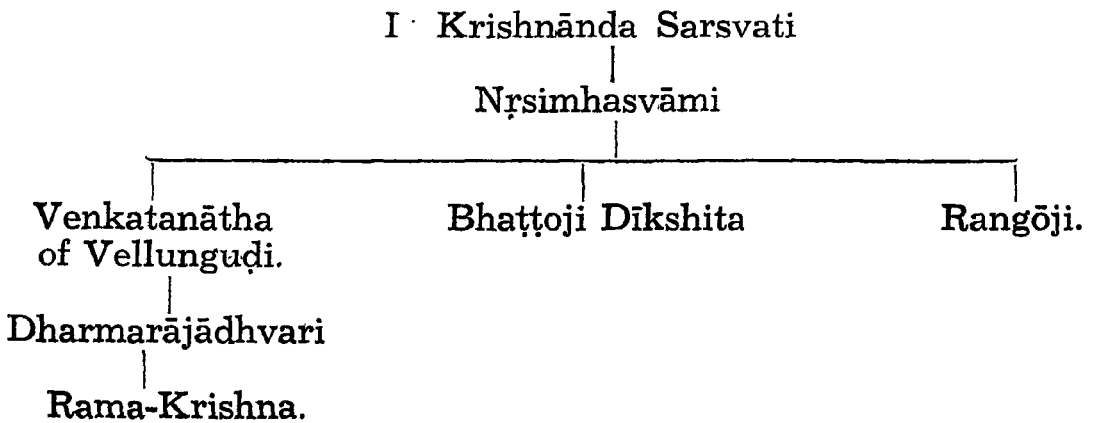 I · Krishnānda Sarsvati
Nṛsimhasvāmi
Venkatanātha
of Vellunguḍi.
Bhaṭṭoji Dīkshita
Rangōji.
Dharmarājādhvari
Rama-Krishna.